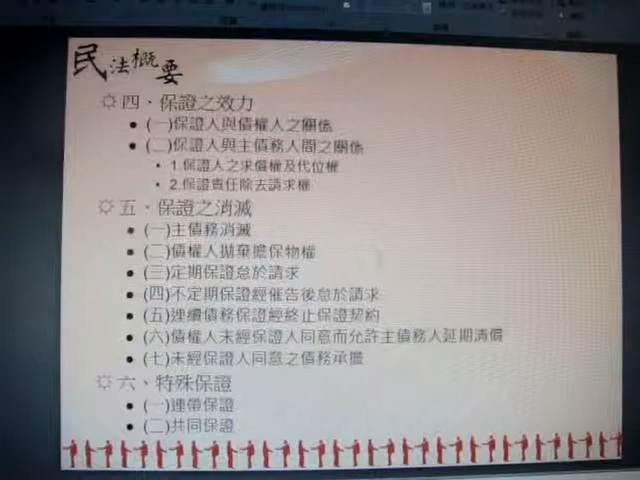 民法概要
四、保證之效力
(一)保證人與債權人之關係
(二)保證人與主債務人間之關係
1.保證人之求償權及代位權
2.保證責任除去請求權
五、保證之消滅
(一)主債務消滅
(二)債權人拋棄擔保物權
(三)定期保證怠於請求
(四)不定期保證經催告後怠於請求
(五)連續債務保證經終止保證契約
(六)債權人未經保證人同意而允許主債務人延期清償
(七)未經保證人同意之債務承擔
六、特殊保證
(一)連帶保證
(二)共同保證